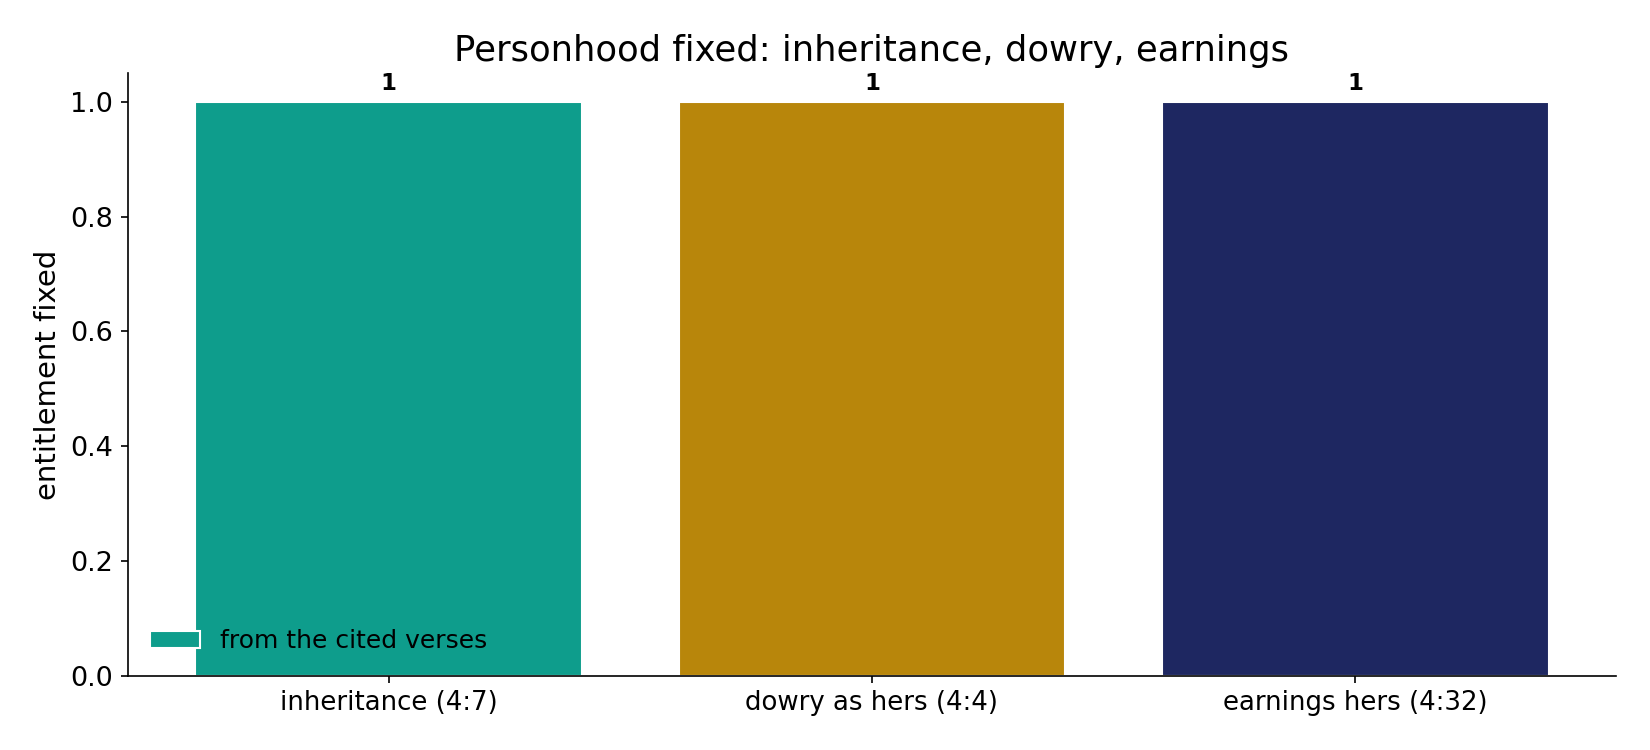 Personhood fixed: inheritance, dowry, earnings
1 1 1
entitlement fixed
1.0
0.8
0.6
0.4
0.2
0.0
from the cited verses
inheritance (4:7) dowry as hers (4:4) earnings hers (4:32)